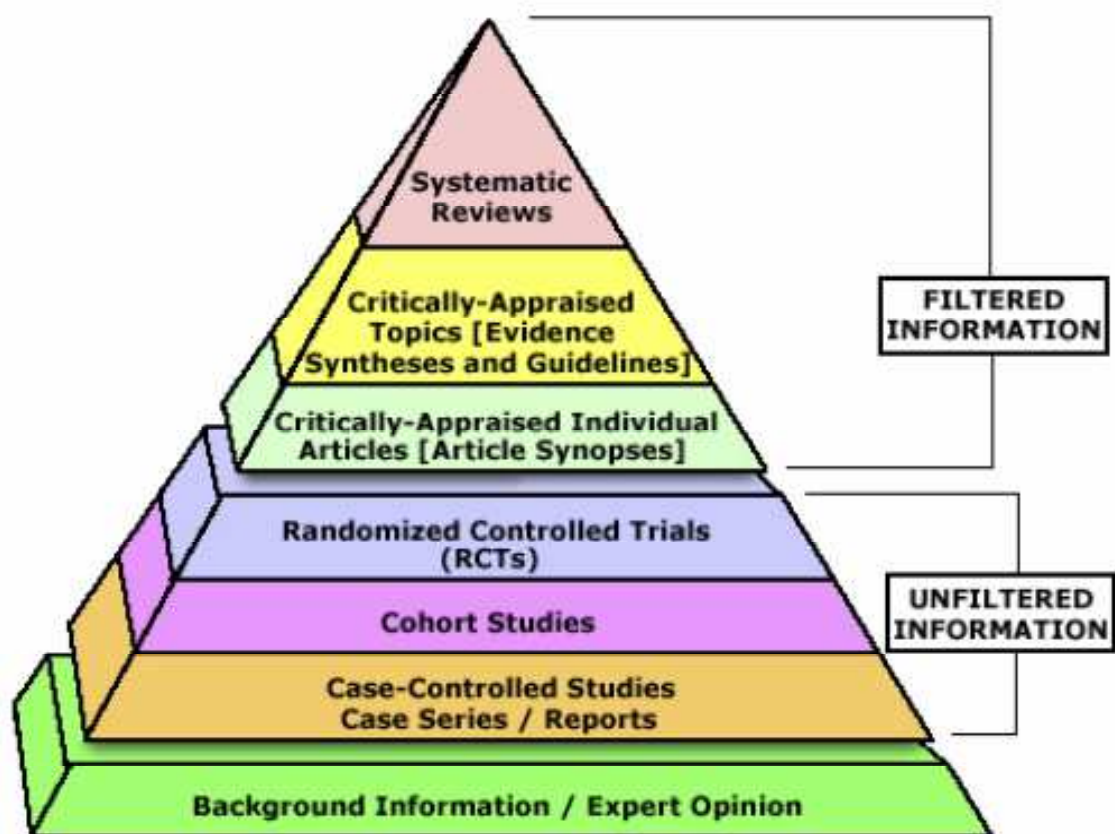 Systematic
Reviews
Critically-Appraised
Topics [Evidence
Syntheses and Guidelines]
Critically-Appraised Individual
Articles [Article Synopses]
Randomized Controlled Trials
(RCTs)
Cohort Studies
Case-Controlled Studies
Case Series / Reports
Background Information / Expert Opinion
FILTERED
INFORMATION
UNFILTERED
INFORMATION